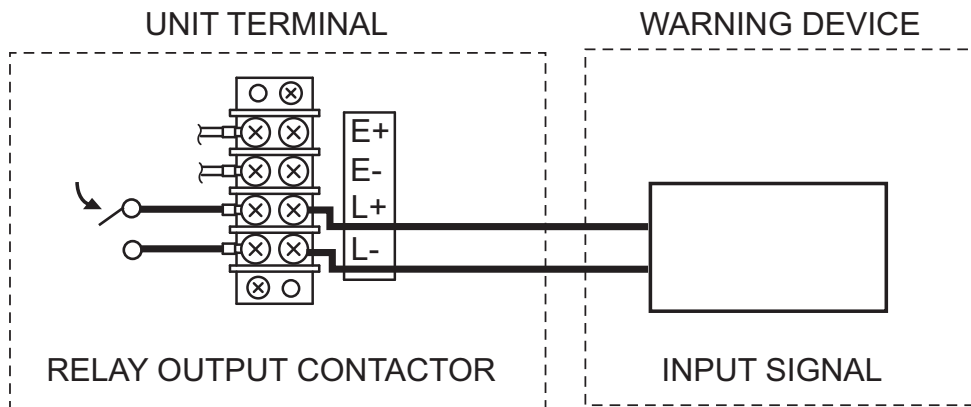 UNIT TERMINAL
WARNING DEVICE
E+
E-
L+
L-
RELAY OUTPUT CONTACTOR
INPUT SIGNAL